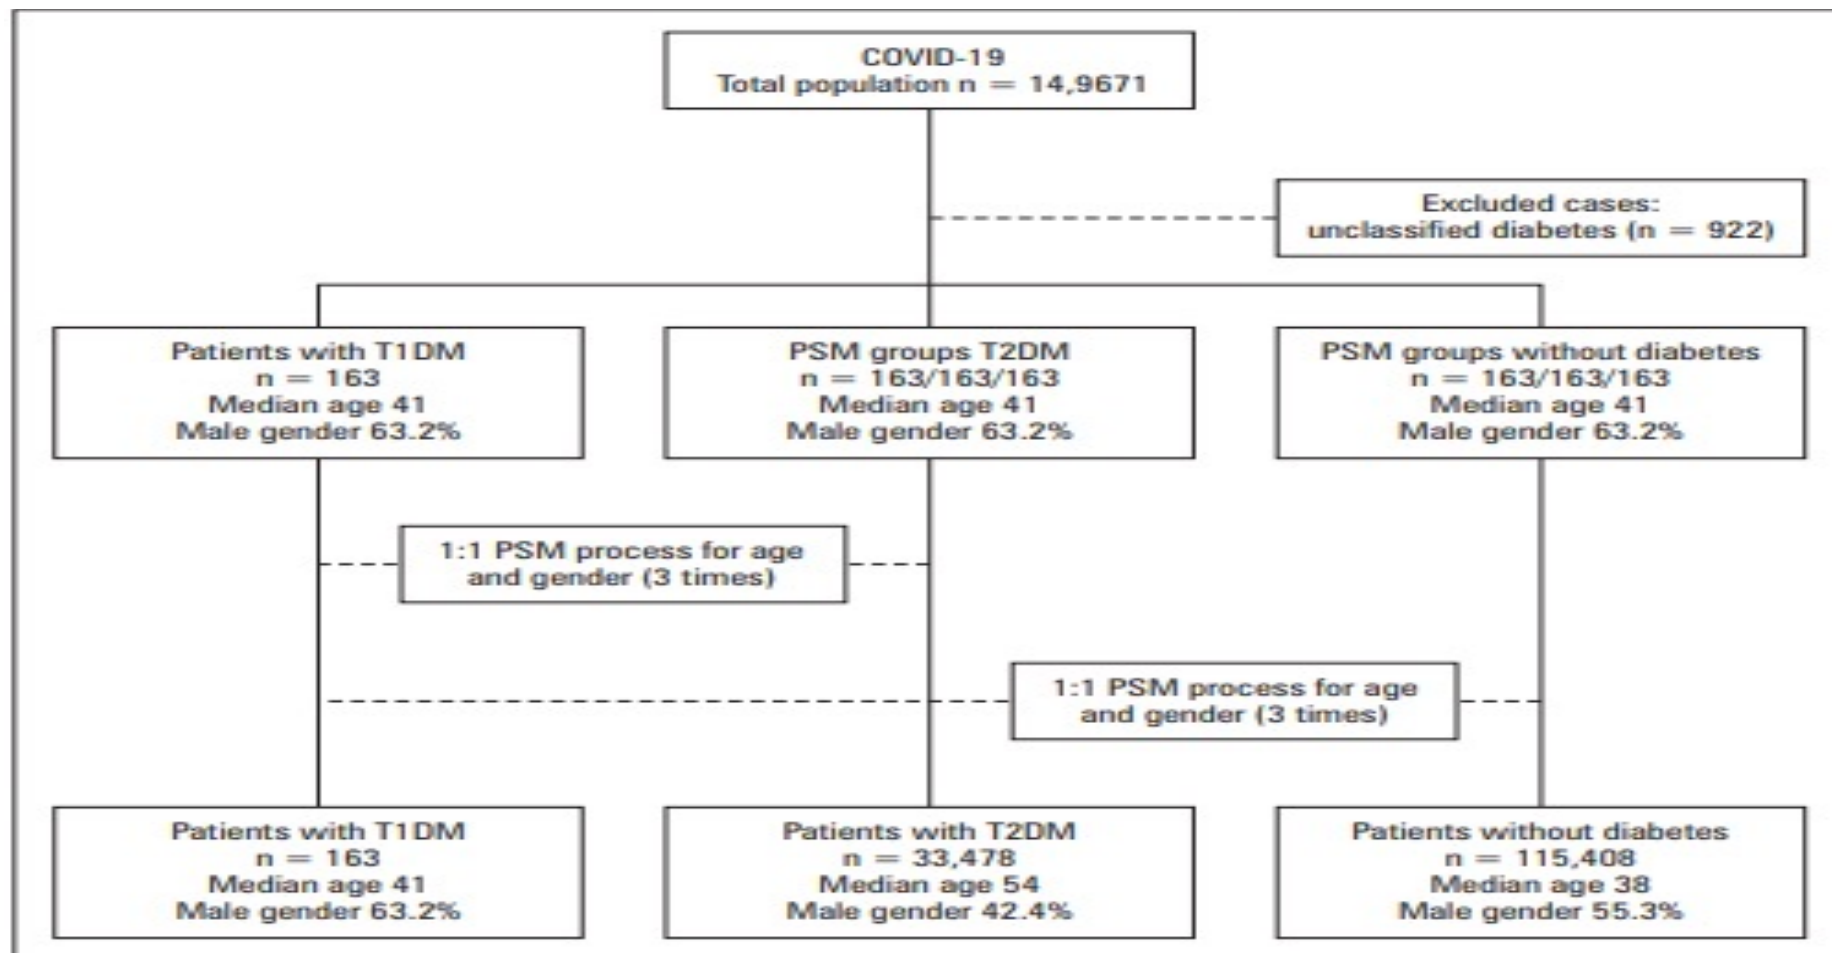 COVID-19
Total population n = 14,9671
Excluded cases:
unclassified diabetes (n = 922)
Patients with T1DM
n = 163
Median age 41
Male gender 63.2%
PSM groups T2DM
n = 163/163/163
Median age 41
Male gender 63.2%
PSM groups without diabetes
n = 163/163/163
Median age 41
Male gender 63.2%
1:1 PSM process for age
and gender (3 times)
1:1 PSM process for age
and gender (3 times)
Patients with T1DM
n = 163
Median age 41
Male gender 63.2%
Patients with T2DM
n = 33,478
Median age 54
Male gender 42.4%
Patients without diabetes
n = 115,408
Median age 38
Male gender 55.3%